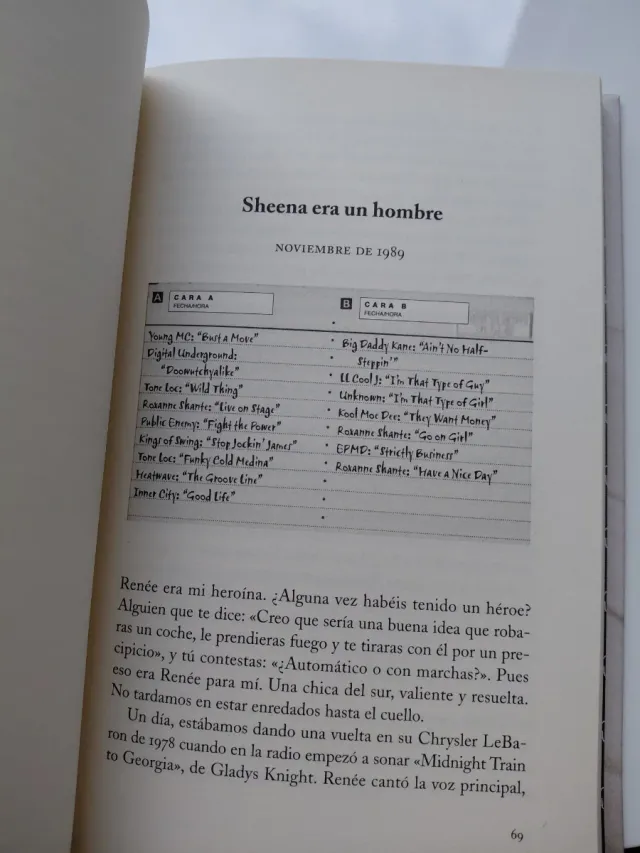 Sheena era un hombre
NOVIEMBRE DE 1989
A CARA A
FECHA/HORA
Young MC: "Bust a Move"
Digital Underground:
"Doowutchyalike"
Tone Loc: "Wild Thing"
Roxanne Shante: "Live on Stage"
Public Enemy: "Fight the Power"
Kings of Swing: "Stop Jockin' James"
Tone Loc: "Funky Cold Medina"
Heatwave: "The Groove Line"
Inner City: "Good Life"
B CARA B
FECHA/HORA
Big Daddy Kane: "Ain't No Half-
Steppin'"
LL Cool J: "I'm That Type of Guy"
Unknown: "I'm That Type of Girl"
Kool Moe Dee: "They Want Money"
Roxanne Shante: "Go on Girl"
EPMD: "Strictly Business"
Roxanne Shante: "Have a Nice Day"
Renée era mi heroína. ¿Alguna vez habéis tenido un héroe?
Alguien que te dice: «Creo que sería una buena idea que roba-
ras un coche, le prendieras fuego y te tiraras con él por un pre-
cipicio», y tú contestas: «¿Automático o con marchas?». Pues
eso era Renée para mí. Una chica del sur, valiente y resuelta.
No tardamos en estar enredados hasta el cuello.
Un día, estábamos dando una vuelta en su Chrysler LeBa-
ron de 1978 cuando en la radio empezó a sonar «Midnight Train
to Georgia», de Gladys Knight. Renée cantó la voz principal,
69